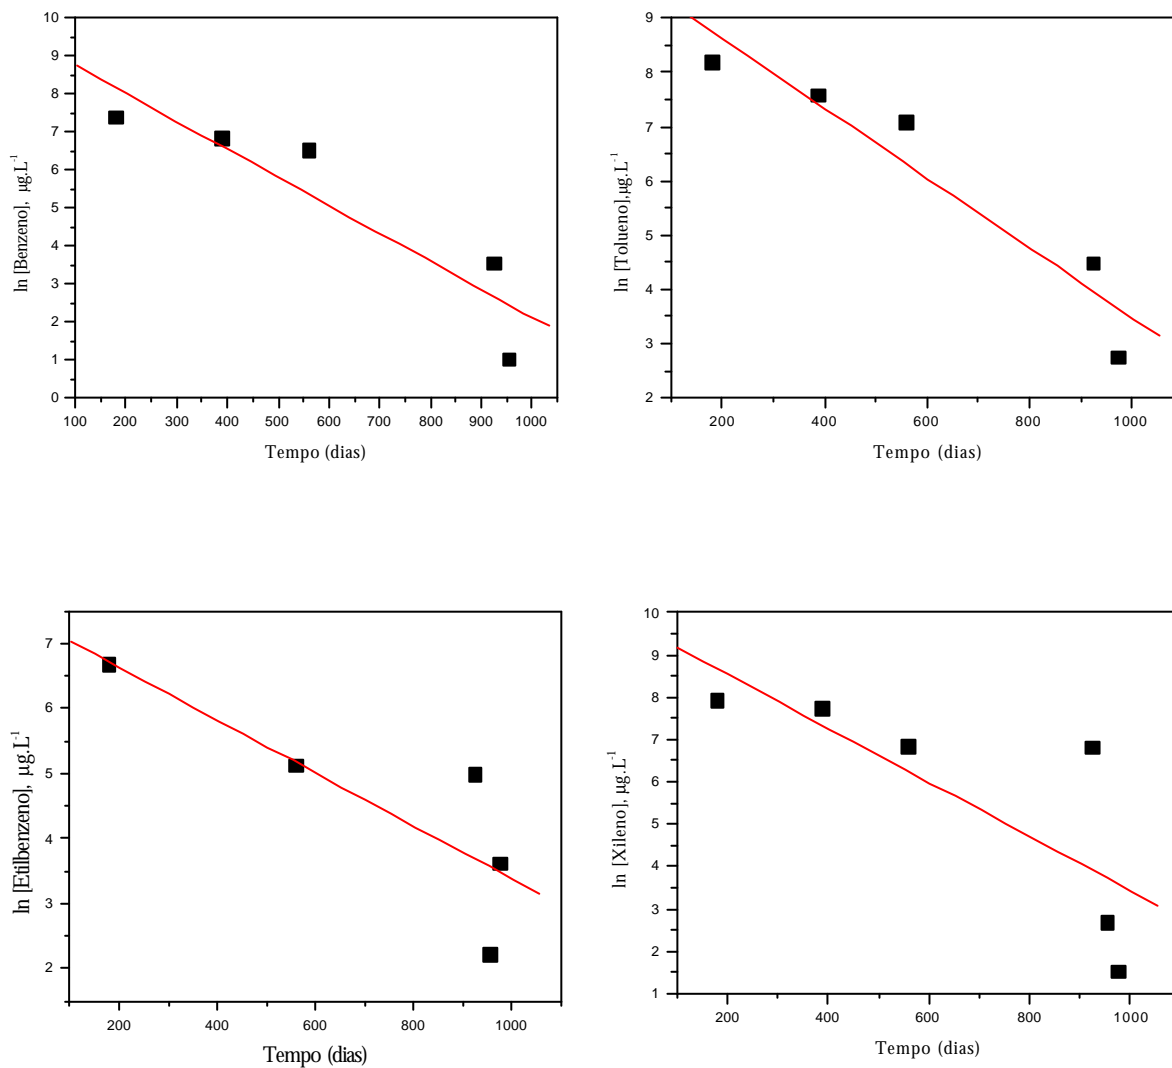 10
9
8
7
6
5
4
3
2
1
0
ln [Benzeno], µg.L⁻¹
100 200 300 400 500 600 700 800 900 1000
Tempo (dias)
9
8
7
6
5
4
3
2
ln [Tolueno],µg.L⁻¹
200 400 600 800 1000
Tempo (dias)
7
6
5
4
3
2
ln [Etilbenzeno], µg.L⁻¹
200 400 600 800 1000
Tempo (dias)
10
9
8
7
6
5
4
3
2
1
ln [Xileno], µg.L⁻¹
200 400 600 800 1000
Tempo (dias)